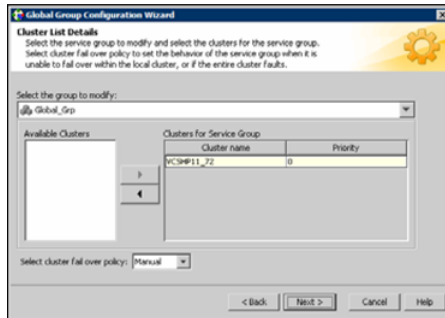 Global Group Configuration Wizard
Cluster List Details
Select the service group to modify and select the clusters for the service group.
Select cluster fail over policy to set the behavior of the service group when it is
unable to fail over within the local cluster, or if the entire cluster faults.
Select the group to modify:
Global_Grp
Available Clusters
Clusters for Service Group
Cluster name Priority
VCSMP11_72 0
Select cluster fail over policy: Manual
< Back Next > Cancel Help